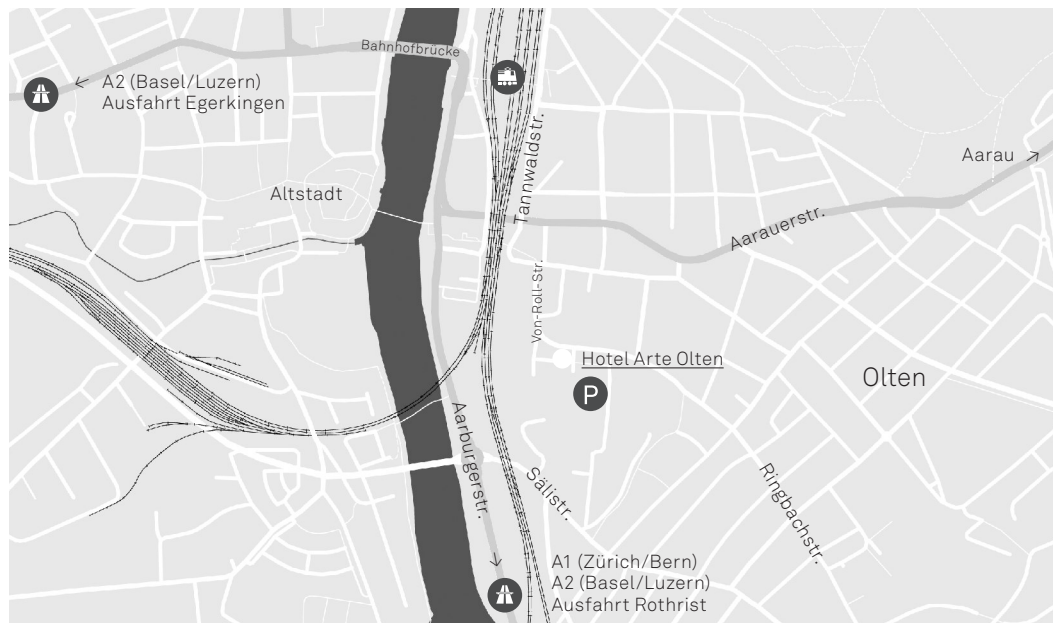 Bahnhofbrücke
A2 (Basel/Luzern)
Ausfahrt Egerkingen
Tannwaldstr.
Aarau
Altstadt
Aarauerstr.
Von-Roll-Str.
Hotel Arte Olten
P
Olten
Aarburgerstr.
Sälistr.
Ringbachstr.
A1 (Zürich/Bern)
A2 (Basel/Luzern)
Ausfahrt Rothrist